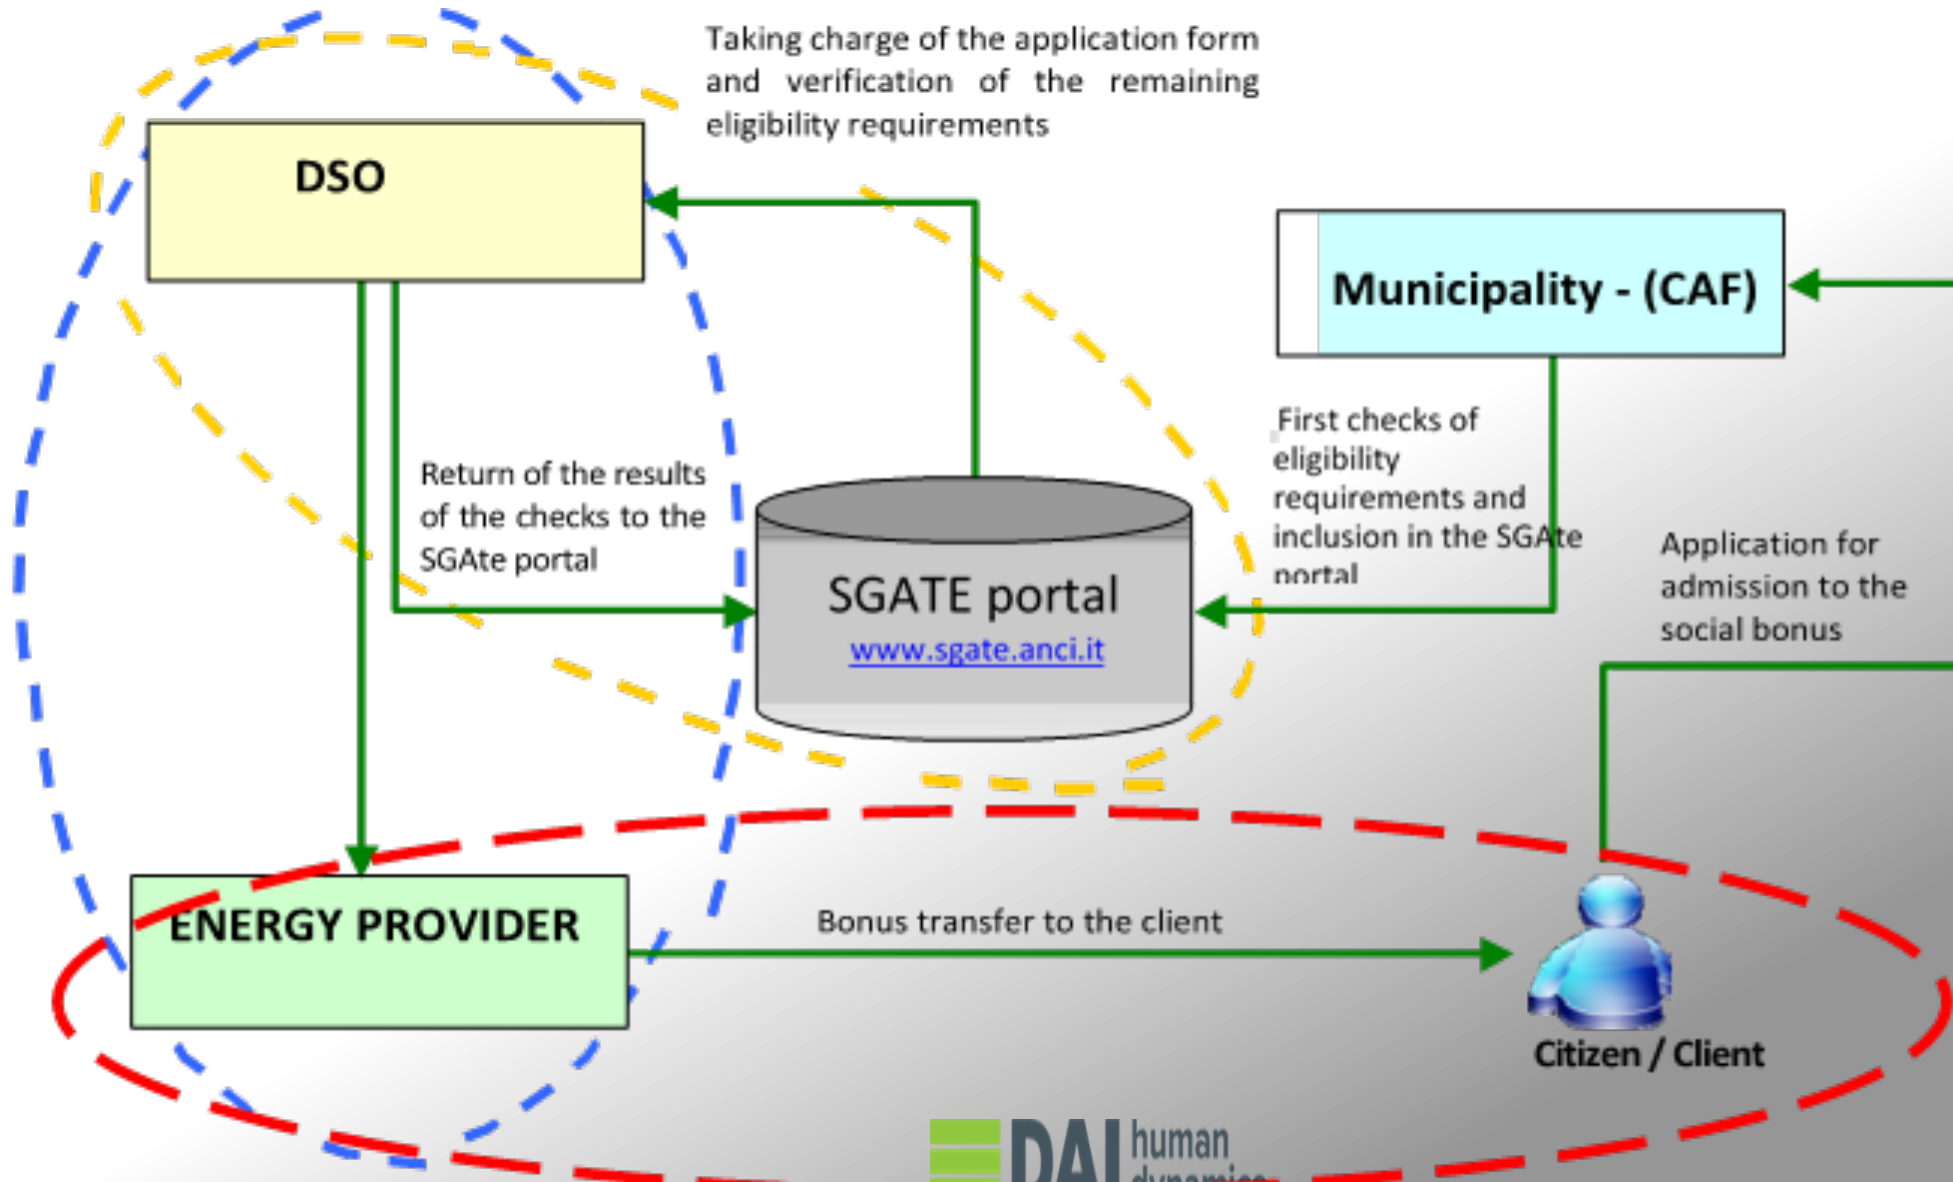 Taking charge of the application form
and verification of the remaining
eligibility requirements
DSO
Municipality - (CAF)
First checks of
eligibility
requirements and
inclusion in the SGAte
portal
Return of the results
of the checks to the
SGAte portal
Application for
admission to the
social bonus
SGATE portal
www.sgate.anci.it
ENERGY PROVIDER
Bonus transfer to the client
Citizen / Client
DAI human
dynamics